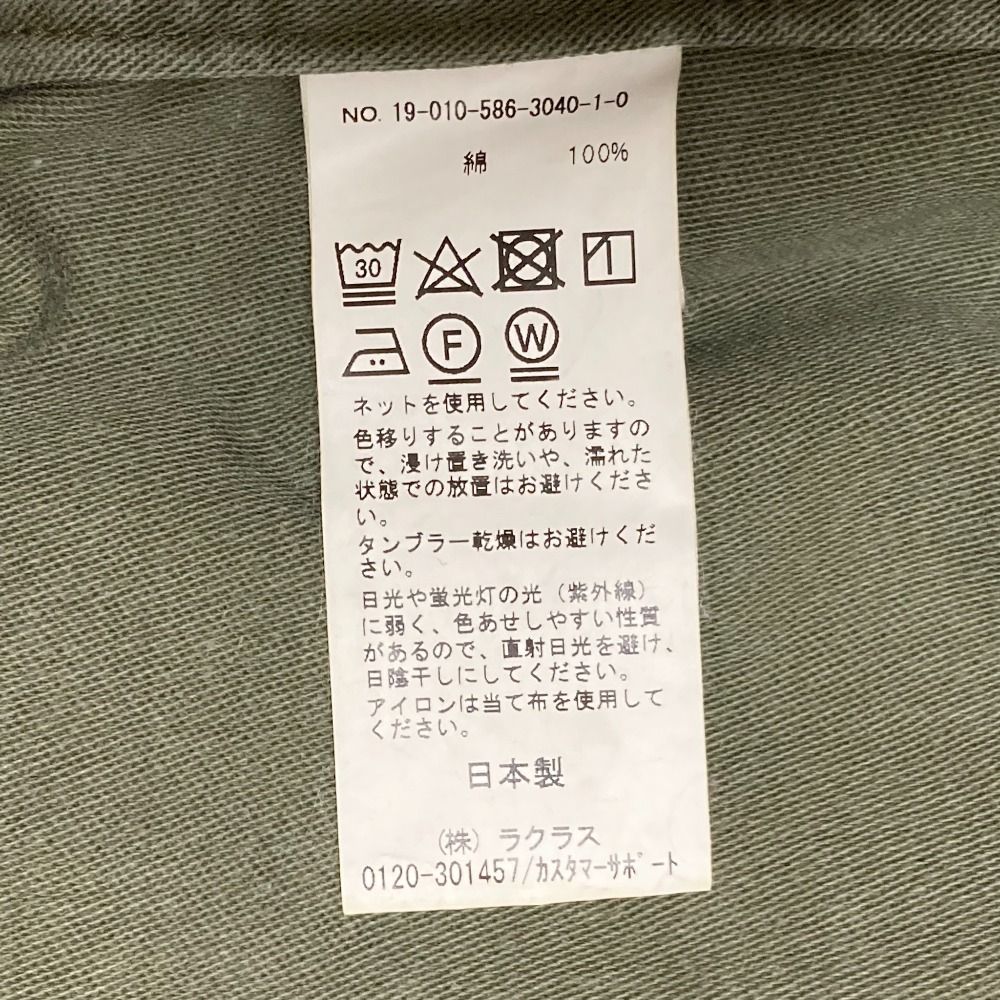 NO. 19-010-586-3040-1-0
綿 100%
30
F W
ネットを使用してください。
色移りすることがありますの
で、浸け置き洗いや、濡れた
状態での放置はお避けくださ
い。
タンブラー乾燥はお避けくだ
さい。
日光や蛍光灯の光（紫外線）
に弱く、色あせしやすい性質
があるので、直射日光を避け、
日陰干しにしてください。
アイロンは当て布を使用して
ください。
日本製
（株）ラクラス
0120-301457/カスタマーサポート